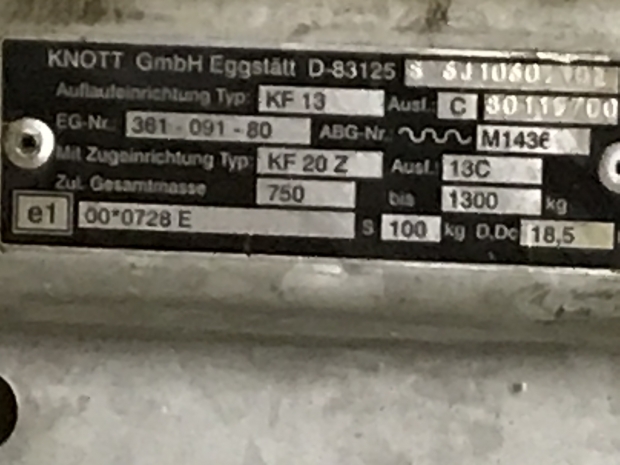 KNOTT GmbH Eggstätt D-83125 S
Auflaufeinrichtung Typ: KF 13 Ausf.: C
EG-Nr.: 361-091-80 ABG-Nr. M1436
Mit Zugeinrichtung Typ: KF 20 Z Ausf.: 13C
Zul. Gesamtmasse 750 bis 1300 kg
e1 00*0728 E S 100 kg D,Dc 18,5